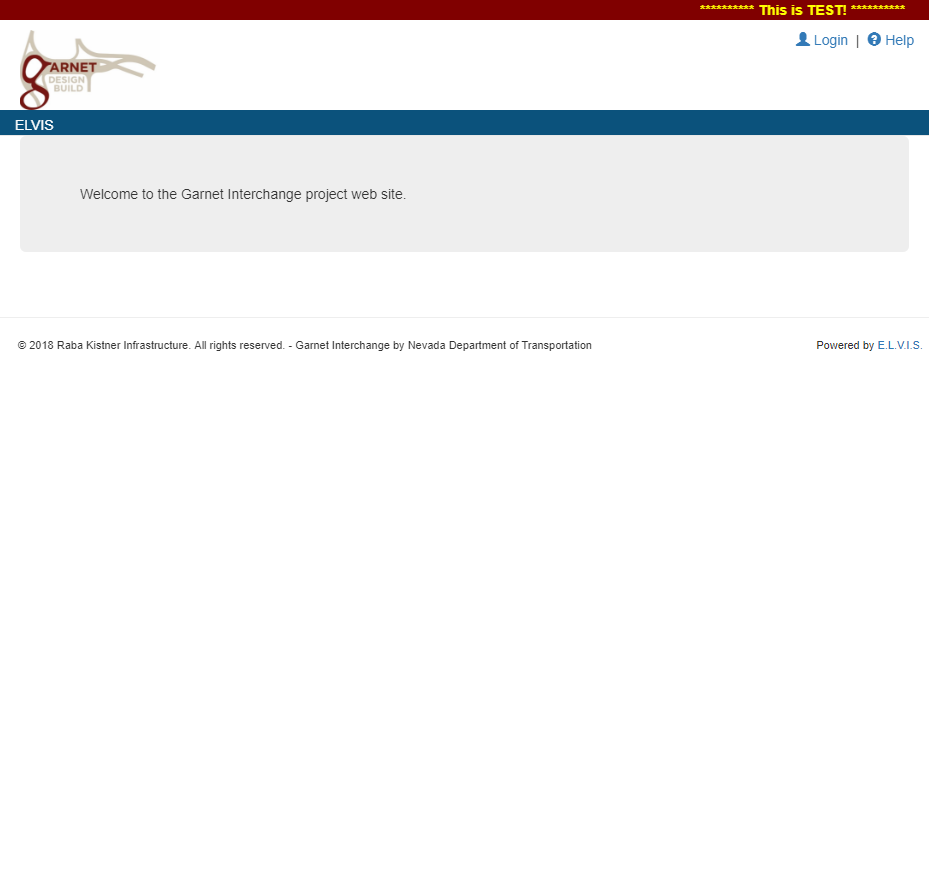 ********** This is TEST! **********
Login | Help
gARNET
DESIGN
BUILD
ELVIS
Welcome to the Garnet Interchange project web site.
© 2018 Raba Kistner Infrastructure. All rights reserved. - Garnet Interchange by Nevada Department of Transportation
Powered by E.L.V.I.S.